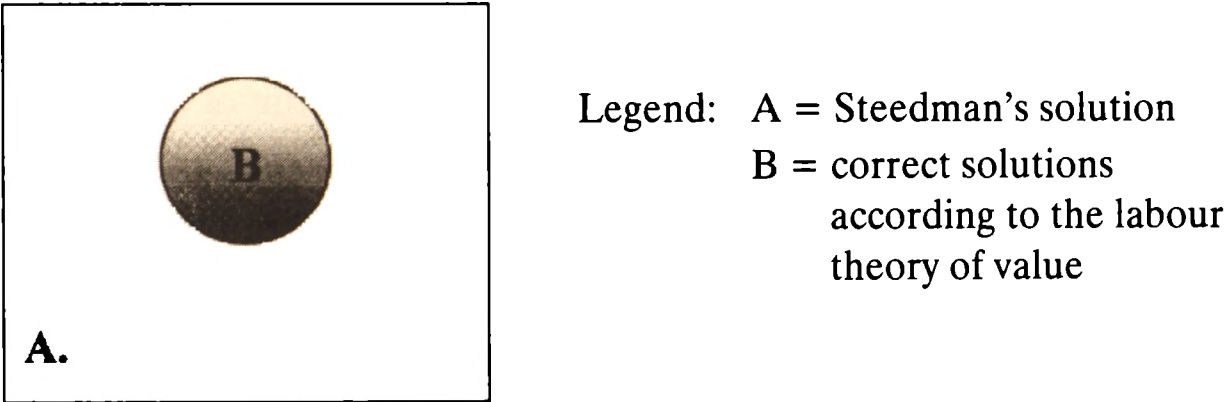 B
A.
Legend: A = Steedman's solution
B = correct solutions
according to the labour
theory of value